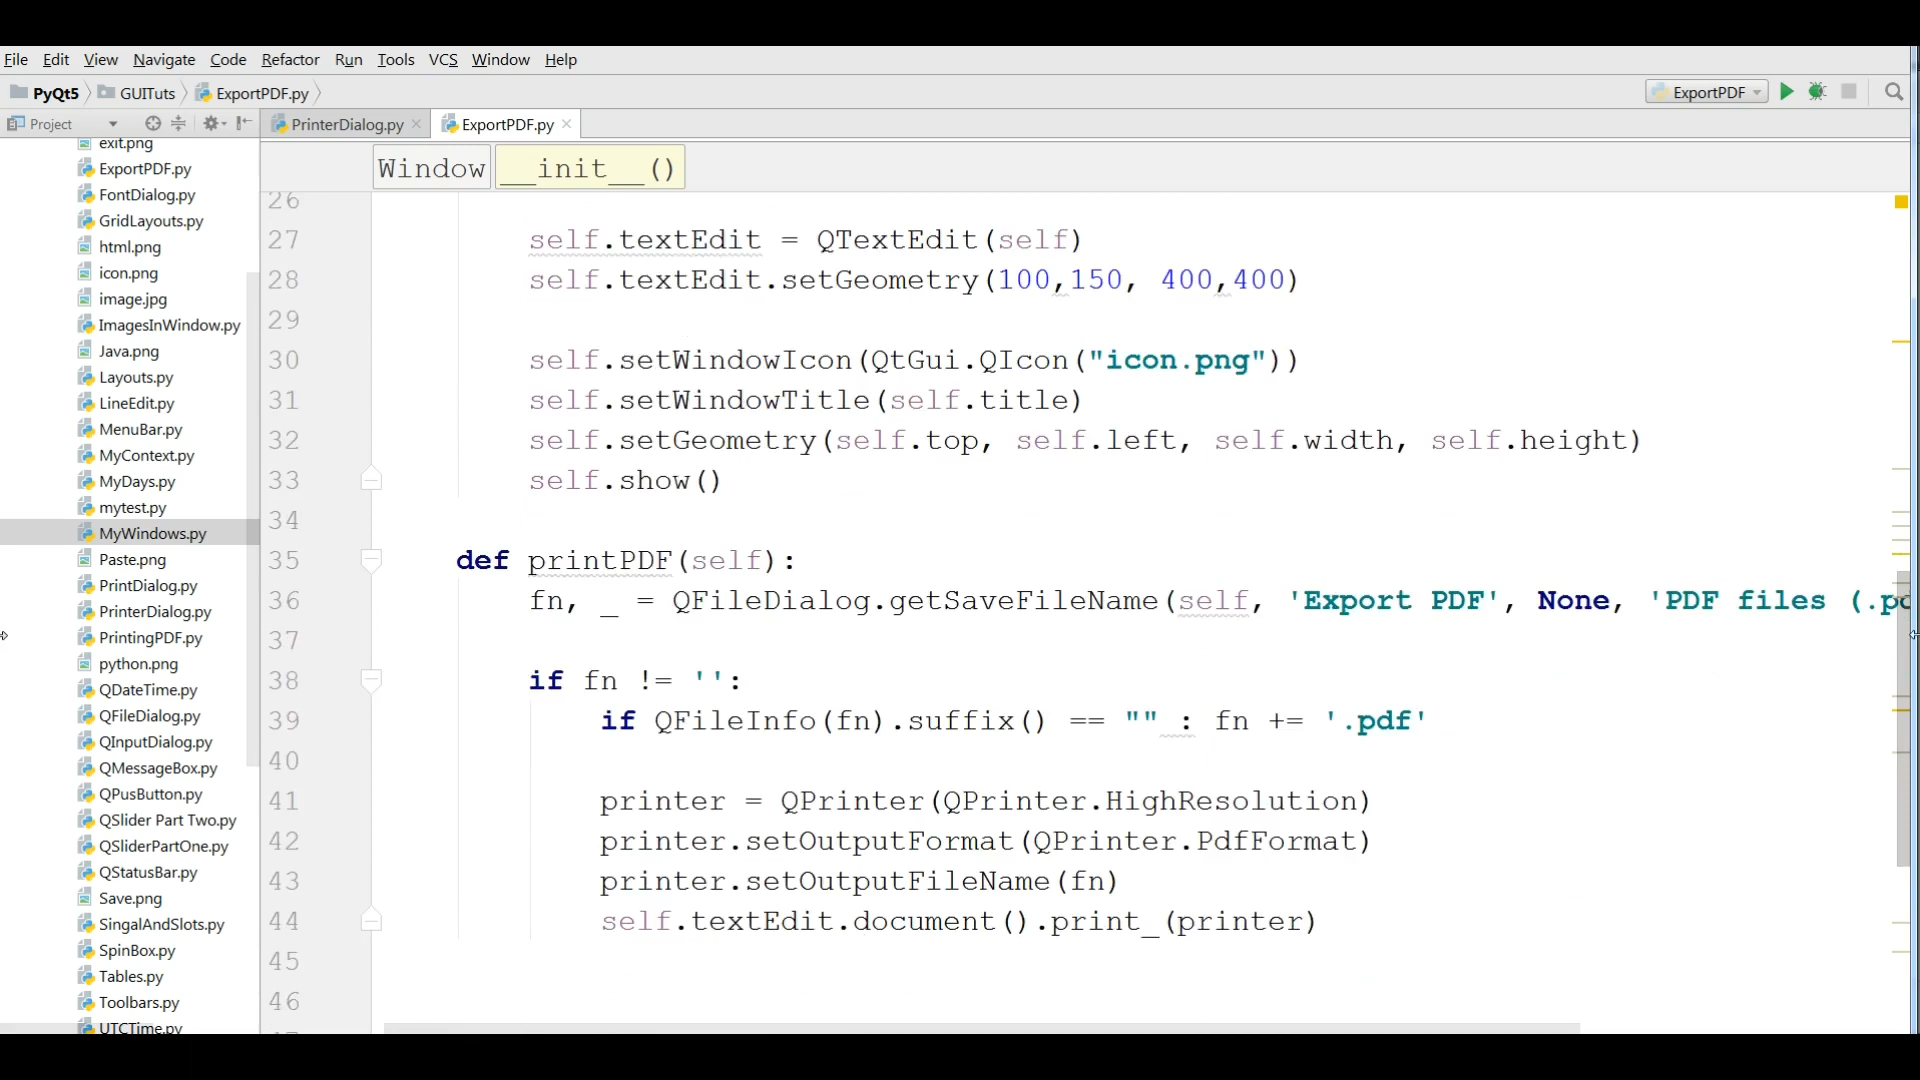 File Edit View Navigate Code Refactor Run Tools VCS Window Help
PyQt5 GUITuts ExportPDF.py ExportPDF
Project PrinterDialog.py ExportPDF.py
Window __init__()
exit.png
ExportPDF.py
FontDialog.py
GridLayouts.py
html.png
icon.png
image.jpg
ImagesInWindow.py
Java.png
Layouts.py
LineEdit.py
MenuBar.py
MyContext.py
MyDays.py
mytest.py
MyWindows.py
Paste.png
PrintDialog.py
PrinterDialog.py
PrintingPDF.py
python.png
QDateTime.py
QFileDialog.py
QInputDialog.py
QMessageBox.py
QPusButton.py
QSlider Part Two.py
QSliderPartOne.py
QStatusBar.py
Save.png
SingalAndSlots.py
SpinBox.py
Tables.py
Toolbars.py
UTCTime.py
26
27 self.textEdit = QTextEdit(self)
28 self.textEdit.setGeometry(100,150, 400,400)
29
30 self.setWindowIcon(QtGui.QIcon("icon.png"))
31 self.setWindowTitle(self.title)
32 self.setGeometry(self.top, self.left, self.width, self.height)
33 self.show()
34
35 def printPDF(self):
36 fn, _ = QFileDialog.getSaveFileName(self, 'Export PDF', None, 'PDF files (.pd
37
38 if fn != '':
39 if QFileInfo(fn).suffix() == "" : fn += '.pdf'
40
41 printer = QPrinter(QPrinter.HighResolution)
42 printer.setOutputFormat(QPrinter.PdfFormat)
43 printer.setOutputFileName(fn)
44 self.textEdit.document().print_(printer)
45
46